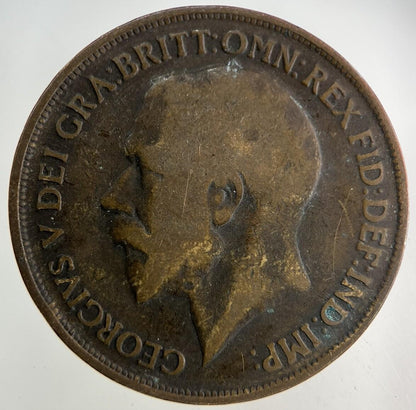 GEORGIVS V DEI GRA: BRITT: OMN: REX FID: DEF: IND: IMP: